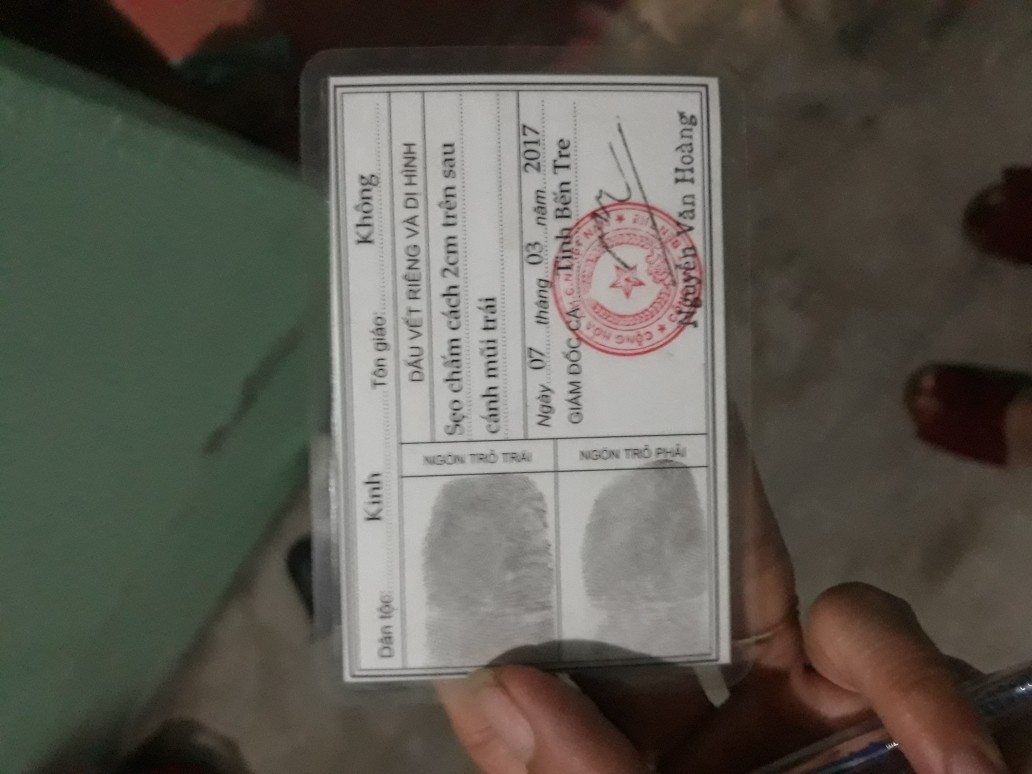 Dân tộc: Kinh Tôn giáo: Không
DẤU VẾT RIÊNG VÀ DỊ HÌNH
NGÓN TRỎ TRÁI
Sẹo chấm cách 2cm trên sau
cánh mũi trái
NGÓN TRỎ PHẢI
Ngày 07 tháng 03 năm 2017
GIÁM ĐỐC CA Tỉnh Bến Tre
Nguyễn Văn Hoàng